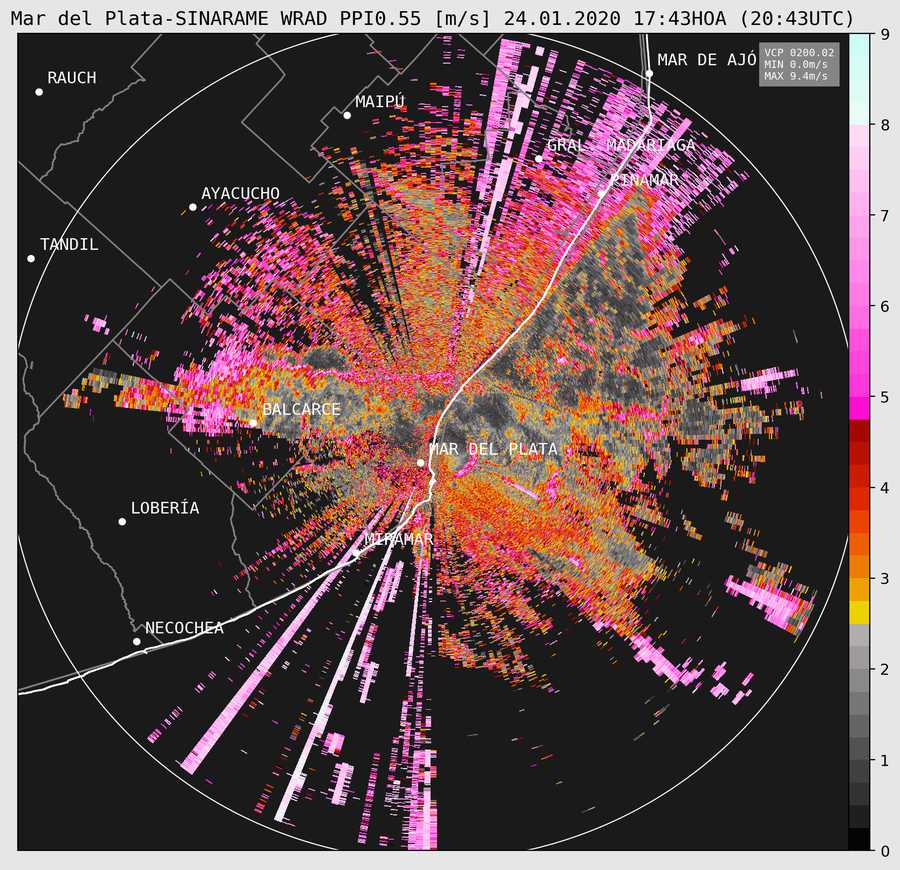 Mar del Plata-SINARAME WRAD PPI0.55 [m/s] 24.01.2020 17:43HOA (20:43UTC)
VCP 0200.02
MIN 0.0m/s
MAX 9.4m/s
MAR DE AJÓ
RAUCH
MAIPÚ
GRAL. MADARIAGA
PINAMAR
AYACUCHO
TANDIL
BALCARCE
MAR DEL PLATA
LOBERÍA
MIRAMAR
NECOCHEA
9
8
7
6
5
4
3
2
1
0